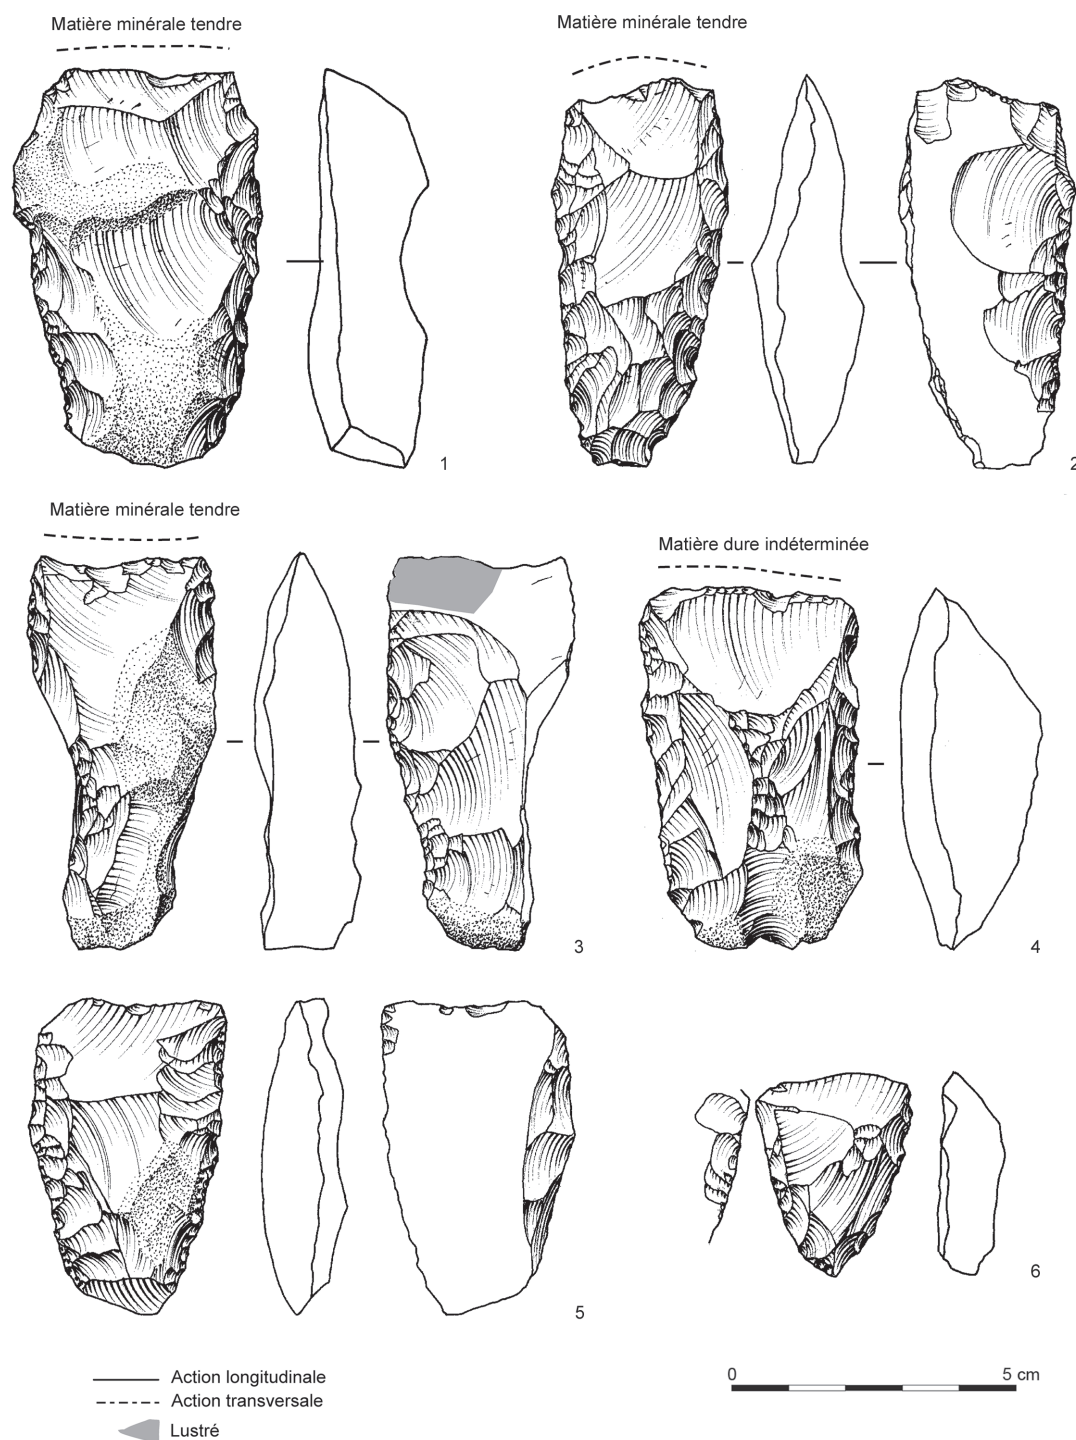 Matière minérale tendre
Matière minérale tendre
1
2
Matière minérale tendre
Matière dure indéterminée
3
4
5
6
Action longitudinale
Action transversale
Lustré
0 5 cm